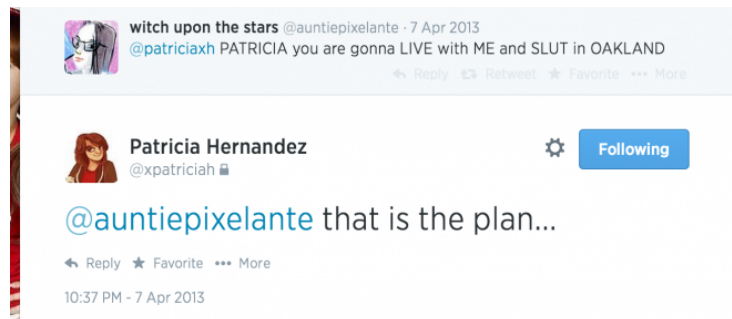 witch upon the stars @auntiepixelante · 7 Apr 2013
@patriciaxh PATRICIA you are gonna LIVE with ME and SLUT in OAKLAND
Reply Retweet Favorite More
Patricia Hernandez
@xpatriciah
Following
@auntiepixelante that is the plan...
Reply Favorite More
10:37 PM - 7 Apr 2013